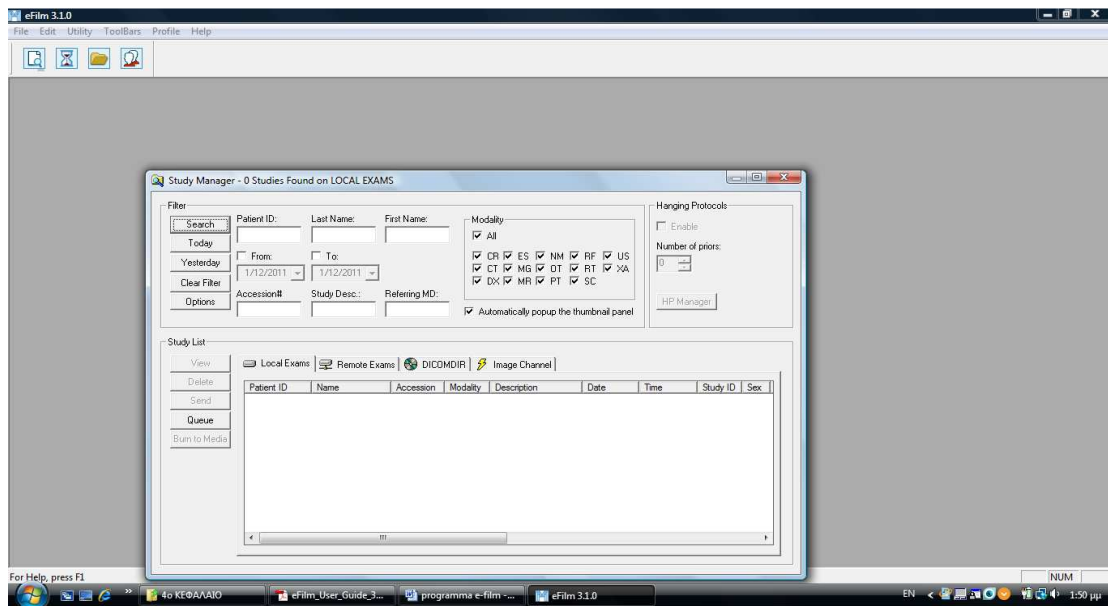 eFilm 3.1.0
File Edit Utility ToolBars Profile Help
Study Manager - 0 Studies Found on LOCAL EXAMS
Filter
Search
Today
Yesterday
Clear Filter
Options
Patient ID: Last Name: First Name:
From: To:
1/12/2011 1/12/2011
Accession# Study Desc.: Referring MD:
Modality
All
CR ES NM RF US
CT MG OT RT XA
DX MR PT SC
Automatically popup the thumbnail panel
Hanging Protocols
Enable
Number of priors:
0
HP Manager
Study List
View
Delete
Send
Queue
Burn to Media
Local Exams Remote Exams DICOMDIR Image Channel
Patient ID Name Accession Modality Description Date Time Study ID Sex
For Help, press F1
NUM
4ο ΚΕΦΑΛΑΙΟ eFilm_User_Guide_3... programma e-film -... eFilm 3.1.0 EN 1:50 μμ